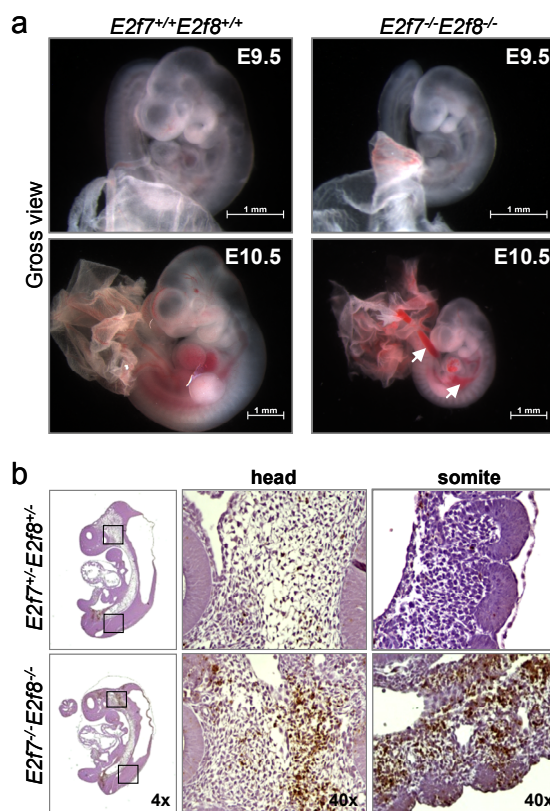 a
E2f7+/+E2f8+/+
E2f7-/-E2f8-/-
Gross view
E9.5
1 mm
E9.5
1 mm
E10.5
1 mm
E10.5
1 mm
b
head
somite
E2f7+/-E2f8+/-
E2f7-/-E2f8-/-
4x
40x
40x